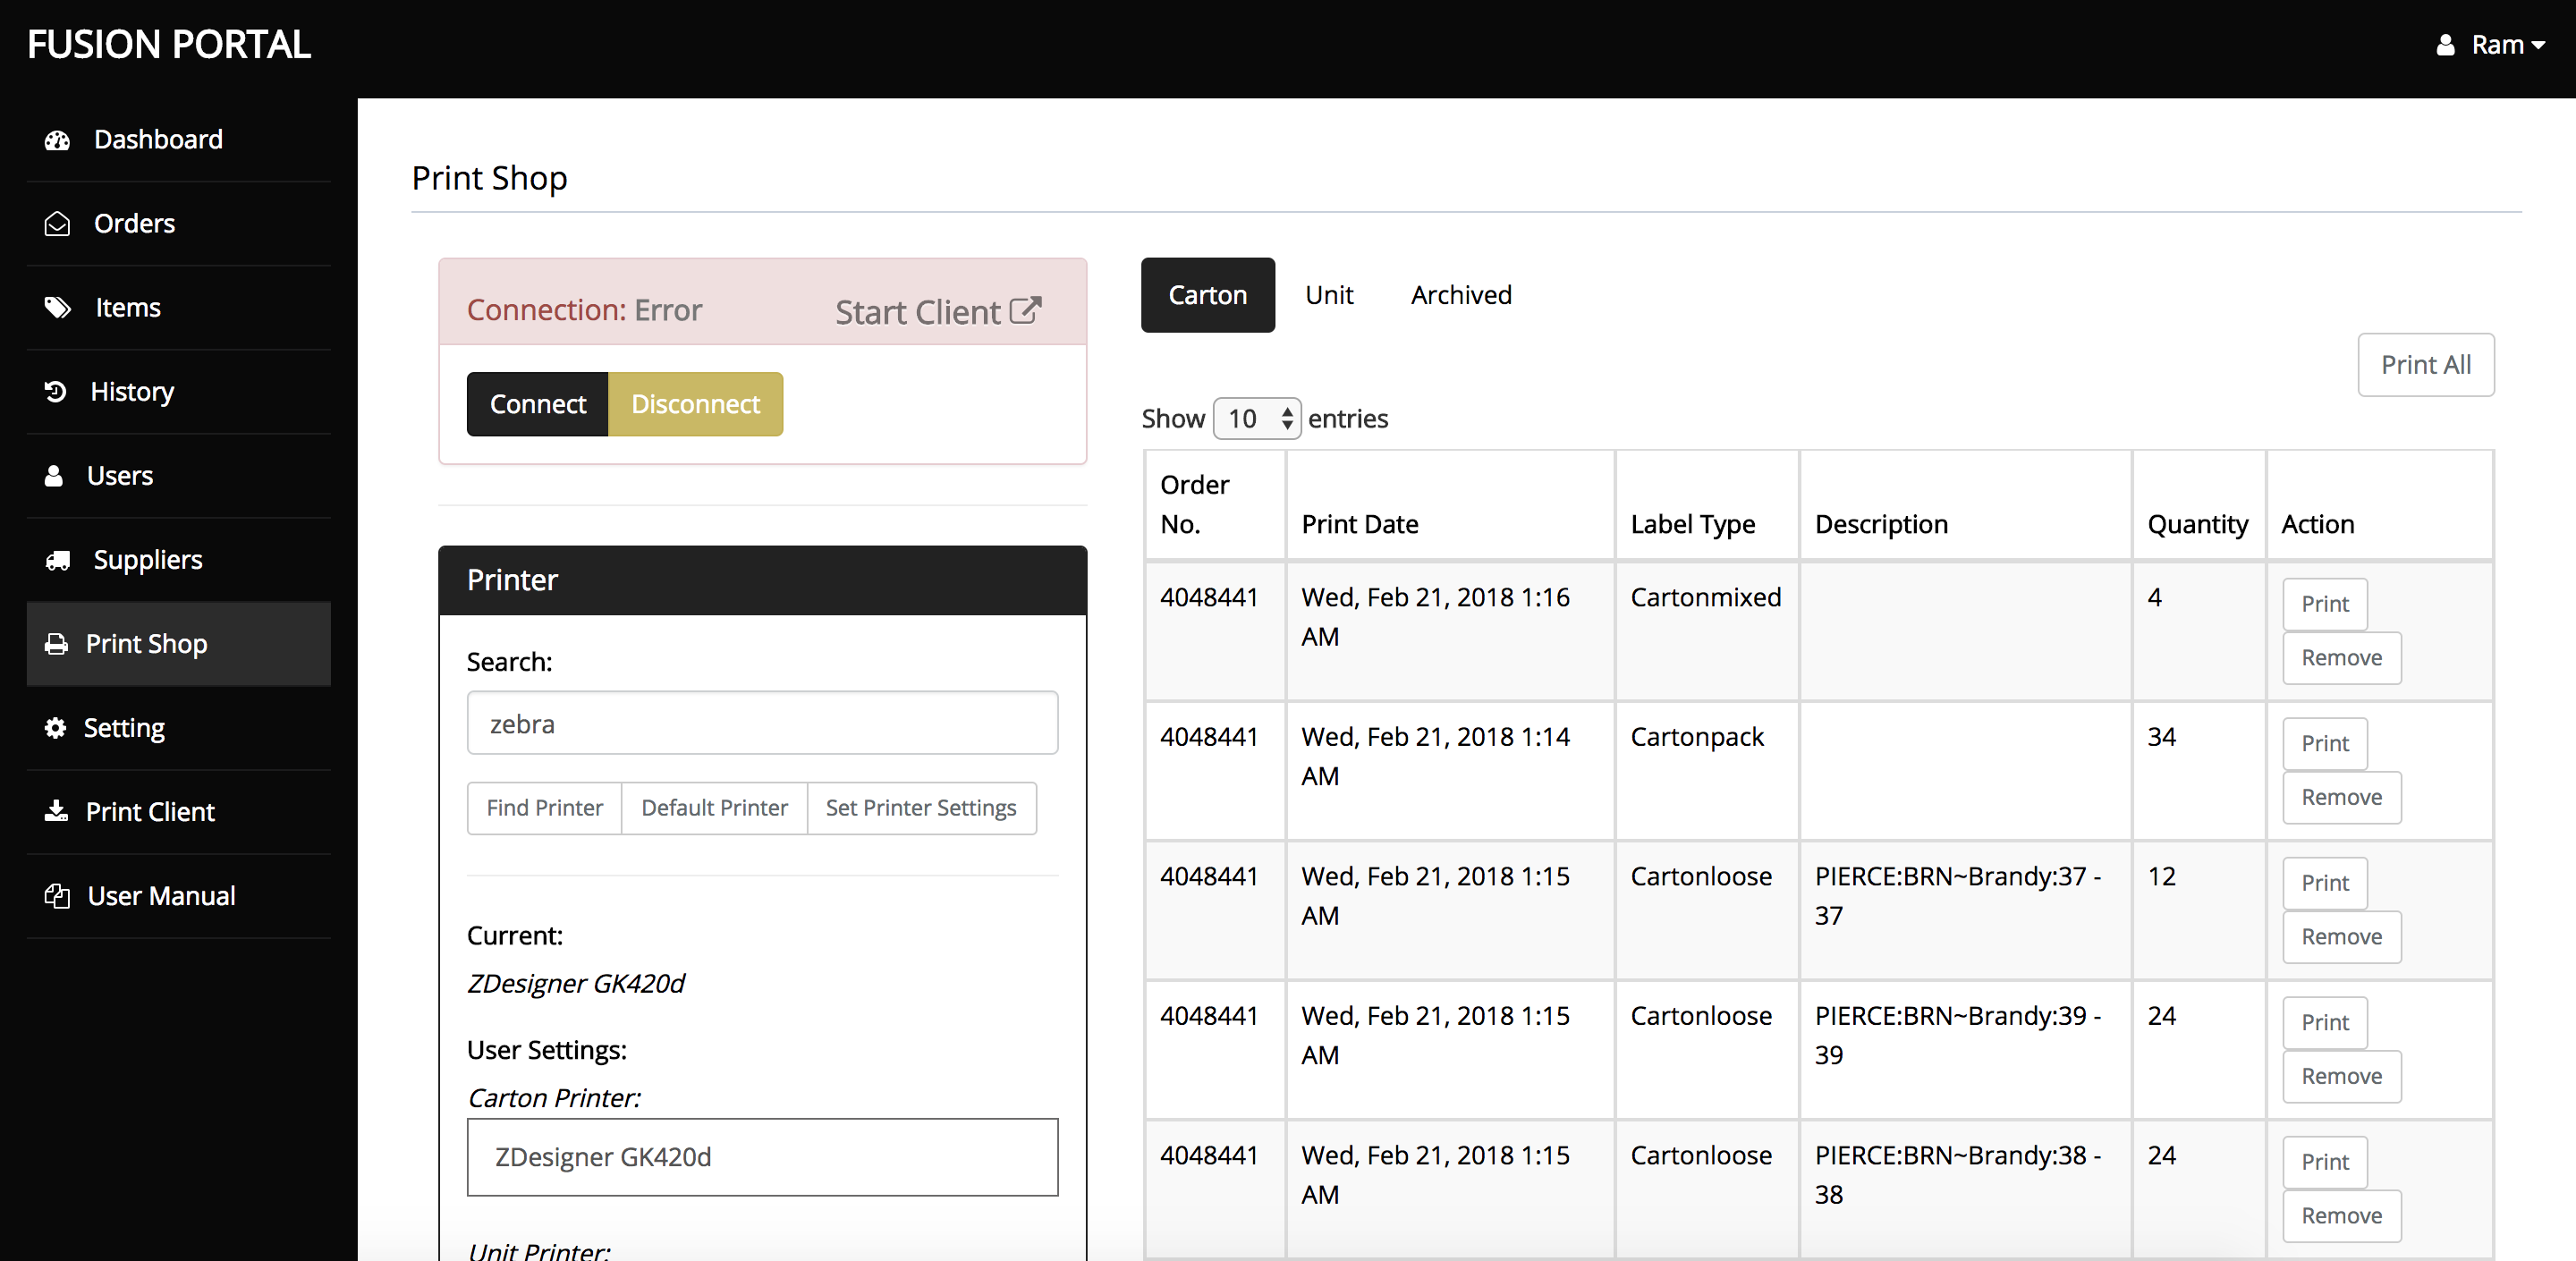 FUSION PORTAL
Ram
Dashboard
Orders
Items
History
Users
Suppliers
Print Shop
Setting
Print Client
User Manual
Print Shop
Connection: Error
Start Client
Connect
Disconnect
Printer
Search:
zebra
Find Printer
Default Printer
Set Printer Settings
Current:
ZDesigner GK420d
User Settings:
Carton Printer:
ZDesigner GK420d
Unit Printer:
Carton
Unit
Archived
Print All
Show 10 entries
Order
No.
Print Date
Label Type
Description
Quantity
Action
4048441
Wed, Feb 21, 2018 1:16
AM
Cartonmixed
4
Print
Remove
4048441
Wed, Feb 21, 2018 1:14
AM
Cartonpack
34
Print
Remove
4048441
Wed, Feb 21, 2018 1:15
AM
Cartonloose
PIERCE:BRN~Brandy:37 -
37
12
Print
Remove
4048441
Wed, Feb 21, 2018 1:15
AM
Cartonloose
PIERCE:BRN~Brandy:39 -
39
24
Print
Remove
4048441
Wed, Feb 21, 2018 1:15
AM
Cartonloose
PIERCE:BRN~Brandy:38 -
38
24
Print
Remove